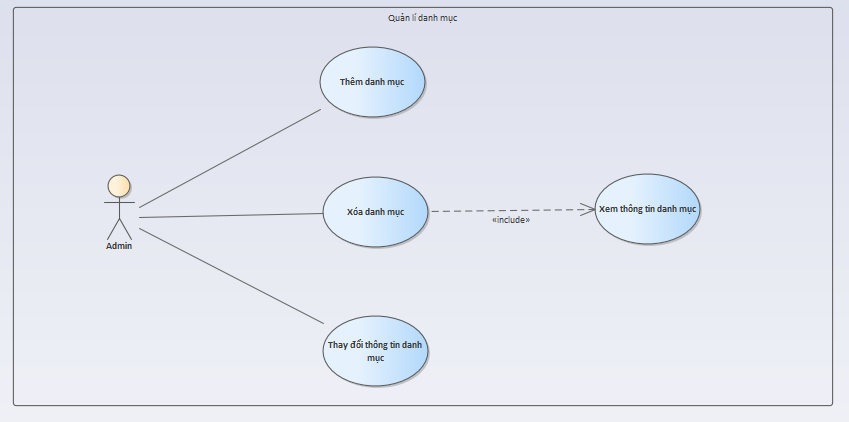 Quản lí danh mục
Thêm danh mục
Xóa danh mục
Xem thông tin danh mục
«include»
Admin
Thay đổi thông tin danh
mục